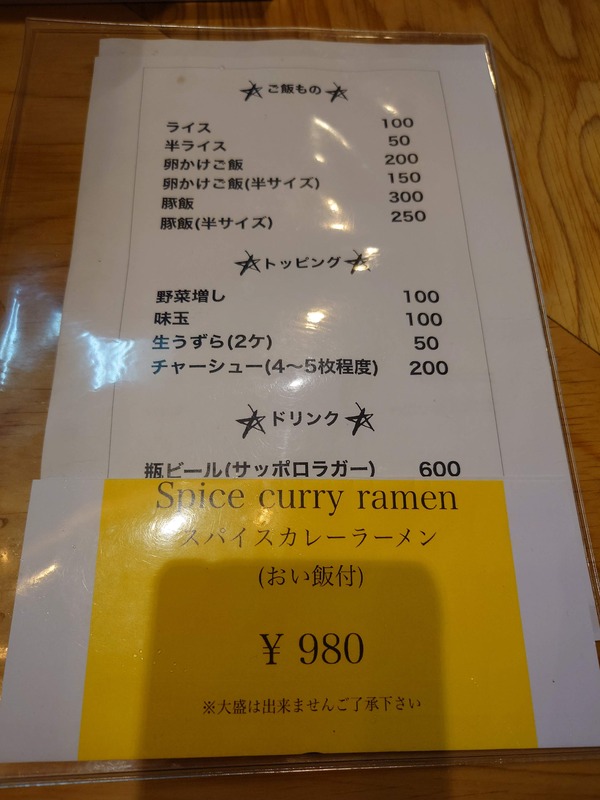 ☆ご飯もの☆
ライス 100
半ライス 50
卵かけご飯 200
卵かけご飯(半サイズ) 150
豚飯 300
豚飯(半サイズ) 250
☆トッピング☆
野菜増し 100
味玉 100
生うずら(2ケ) 50
チャーシュー(4〜5枚程度) 200
☆ドリンク☆
瓶ビール(サッポロラガー) 600
Spice curry ramen
スパイスカレーラーメン
(おい飯付)
¥ 980
※大盛は出来ませんご了承下さい